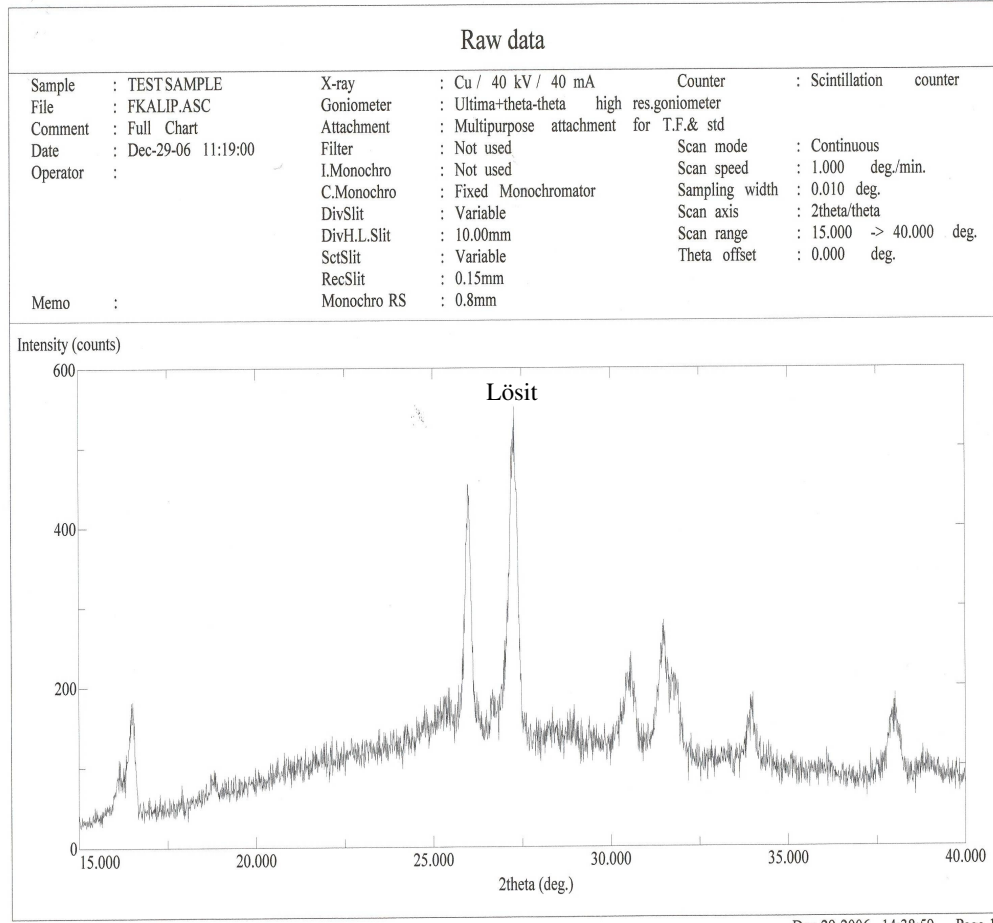 Raw data
Sample : TEST SAMPLE
File : FKALIP.ASC
Comment : Full Chart
Date : Dec-29-06 11:19:00
Operator :
Memo :
X-ray : Cu / 40 kV / 40 mA
Goniometer : Ultima+theta-theta high res.goniometer
Attachment : Multipurpose attachment for T.F.& std
Filter : Not used
I.Monochro : Not used
C.Monochro : Fixed Monochromator
DivSlit : Variable
DivH.L.Slit : 10.00mm
SctSlit : Variable
RecSlit : 0.15mm
Monochro RS : 0.8mm
Counter : Scintillation counter
Scan mode : Continuous
Scan speed : 1.000 deg./min.
Sampling width : 0.010 deg.
Scan axis : 2theta/theta
Scan range : 15.000 -> 40.000 deg.
Theta offset : 0.000 deg.
Intensity (counts)
600
Lösit
400
200
0
15.000 20.000 25.000 30.000 35.000 40.000
2theta (deg.)